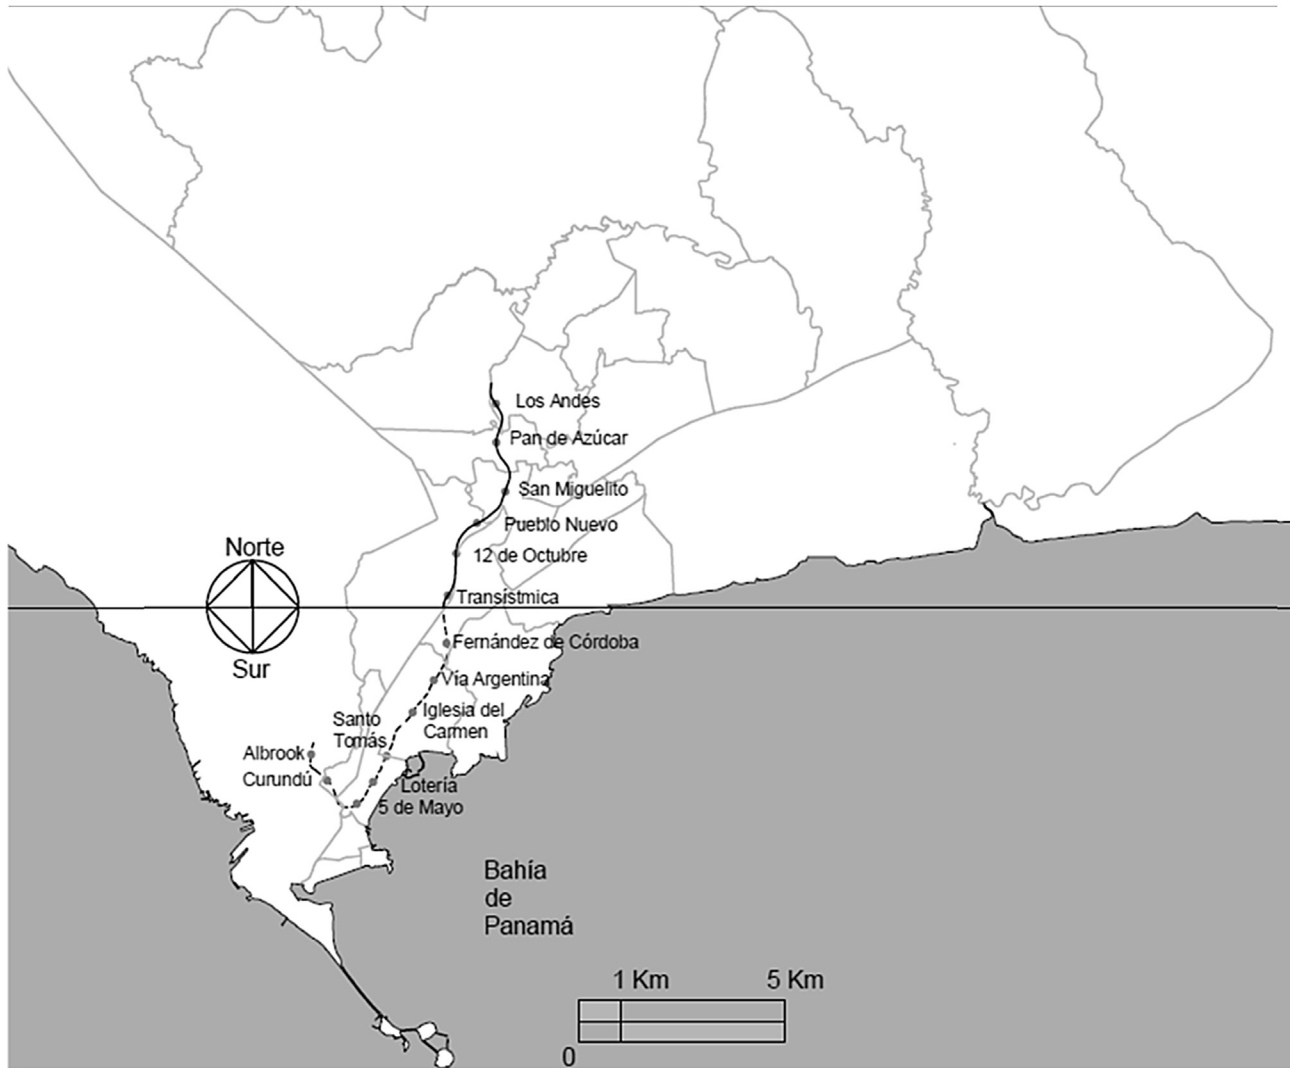 Los Andes
Pan de Azúcar
San Miguelito
Pueblo Nuevo
12 de Octubre
Norte
Transístmica
Fernández de Córdoba
Sur
Vía Argentina
Iglesia del
Carmen
Santo
Tomás
Albrook
Curundú
Lotería
5 de Mayo
Bahía
de
Panamá
1 Km
5 Km
0